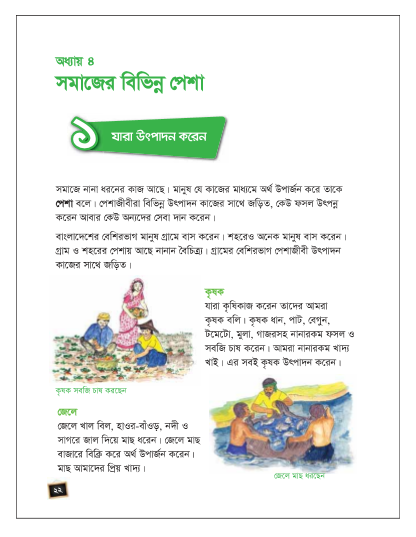 অধ্যায় ৪
সমাজের বিভিন্ন পেশা
১ যারা উৎপাদন করেন
সমাজে নানা ধরনের কাজ আছে। মানুষ যে কাজের মাধ্যমে অর্থ উপার্জন করে তাকে
পেশা বলে। পেশাজীবীরা বিভিন্ন উৎপাদন কাজের সাথে জড়িত, কেউ ফসল উৎপন্ন
করেন আবার কেউ অন্যদের সেবা দান করেন।
বাংলাদেশের বেশিরভাগ মানুষ গ্রামে বাস করেন। শহরেও অনেক মানুষ বাস করেন।
গ্রাম ও শহরের পেশায় আছে নানান বৈচিত্র্য। গ্রামের বেশিরভাগ পেশাজীবী উৎপাদন
কাজের সাথে জড়িত।
কৃষক
যারা কৃষিকাজ করেন তাদের আমরা
কৃষক বলি। কৃষক ধান, পাট, বেগুন,
টমেটো, মুলা, গাজরসহ নানারকম ফসল ও
সবজি চাষ করেন। আমরা নানারকম খাদ্য
খাই। এর সবই কৃষক উৎপাদন করেন।
কৃষক সবজি চাষ করছেন
জেলে
জেলে খাল বিল, হাওর-বাঁওড়, নদী ও
সাগরে জাল দিয়ে মাছ ধরেন। জেলে মাছ
বাজারে বিক্রি করে অর্থ উপার্জন করেন।
মাছ আমাদের প্রিয় খাদ্য।
জেলে মাছ ধরছেন
২২